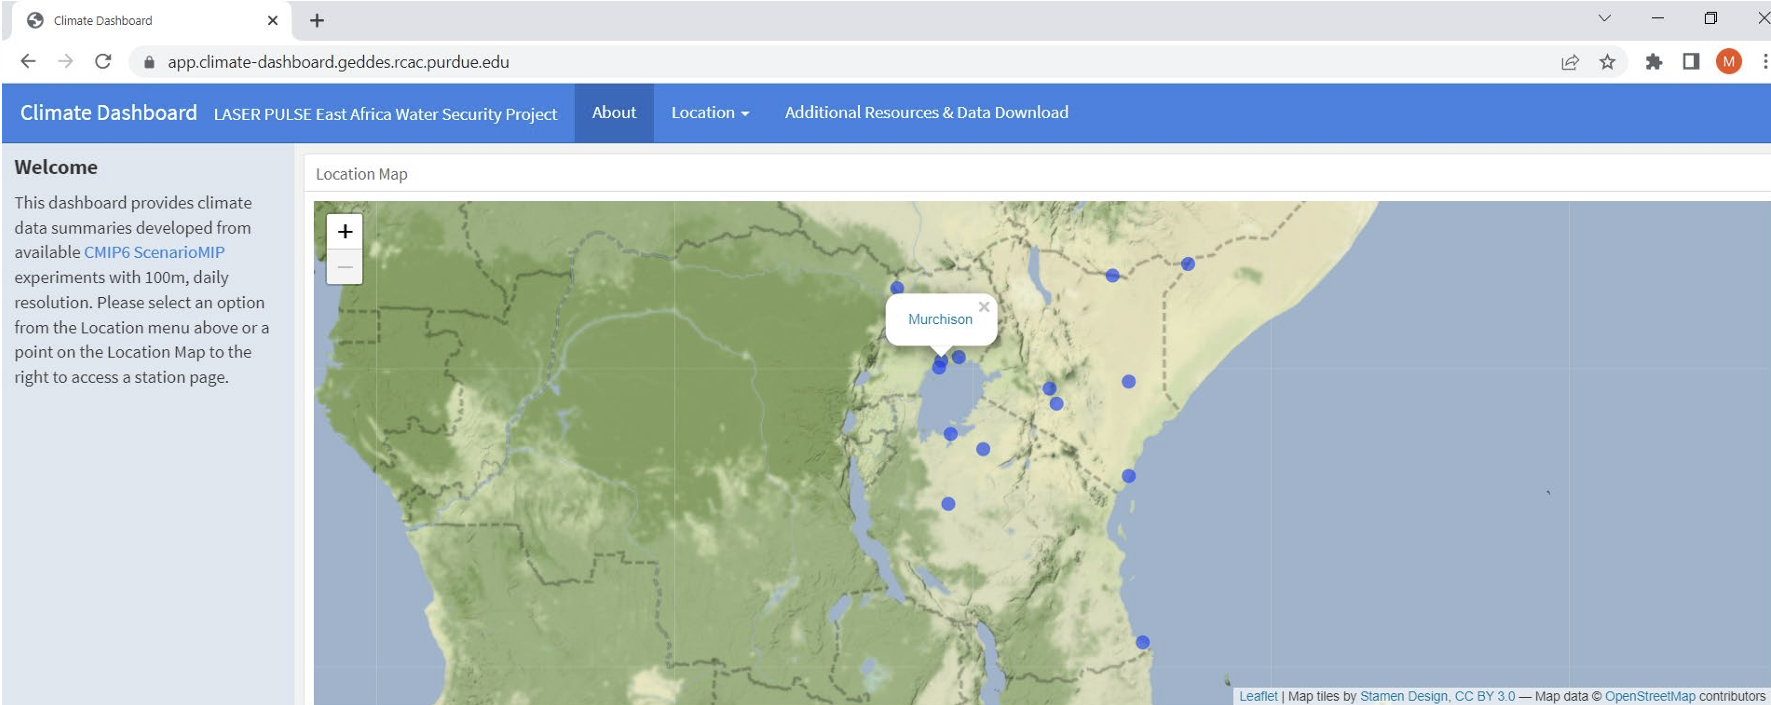 Climate Dashboard
app.climate-dashboard.geddes.rcac.purdue.edu
M
Climate Dashboard LASER PULSE East Africa Water Security Project About Location Additional Resources & Data Download
Welcome
This dashboard provides climate
data summaries developed from
available CMIP6 ScenarioMIP
experiments with 100m, daily
resolution. Please select an option
from the Location menu above or a
point on the Location Map to the
right to access a station page.
Location Map
+
−
Murchison ×
Leaflet | Map tiles by Stamen Design, CC BY 3.0 — Map data © OpenStreetMap contributors